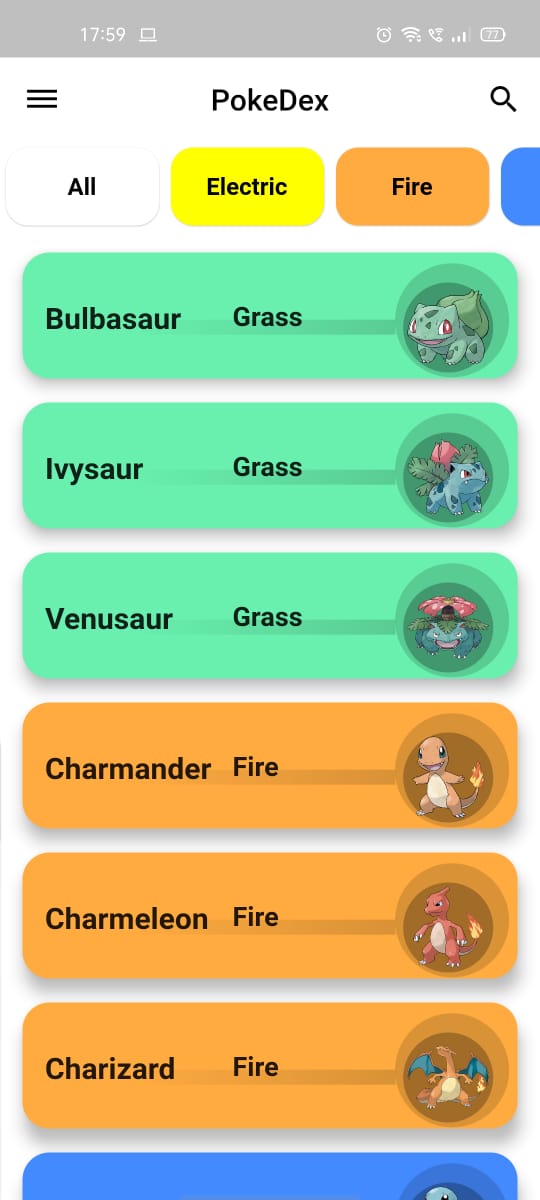 17:59
77
PokeDex
All
Electric
Fire
Bulbasaur Grass
Ivysaur Grass
Venusaur Grass
Charmander Fire
Charmeleon Fire
Charizard Fire